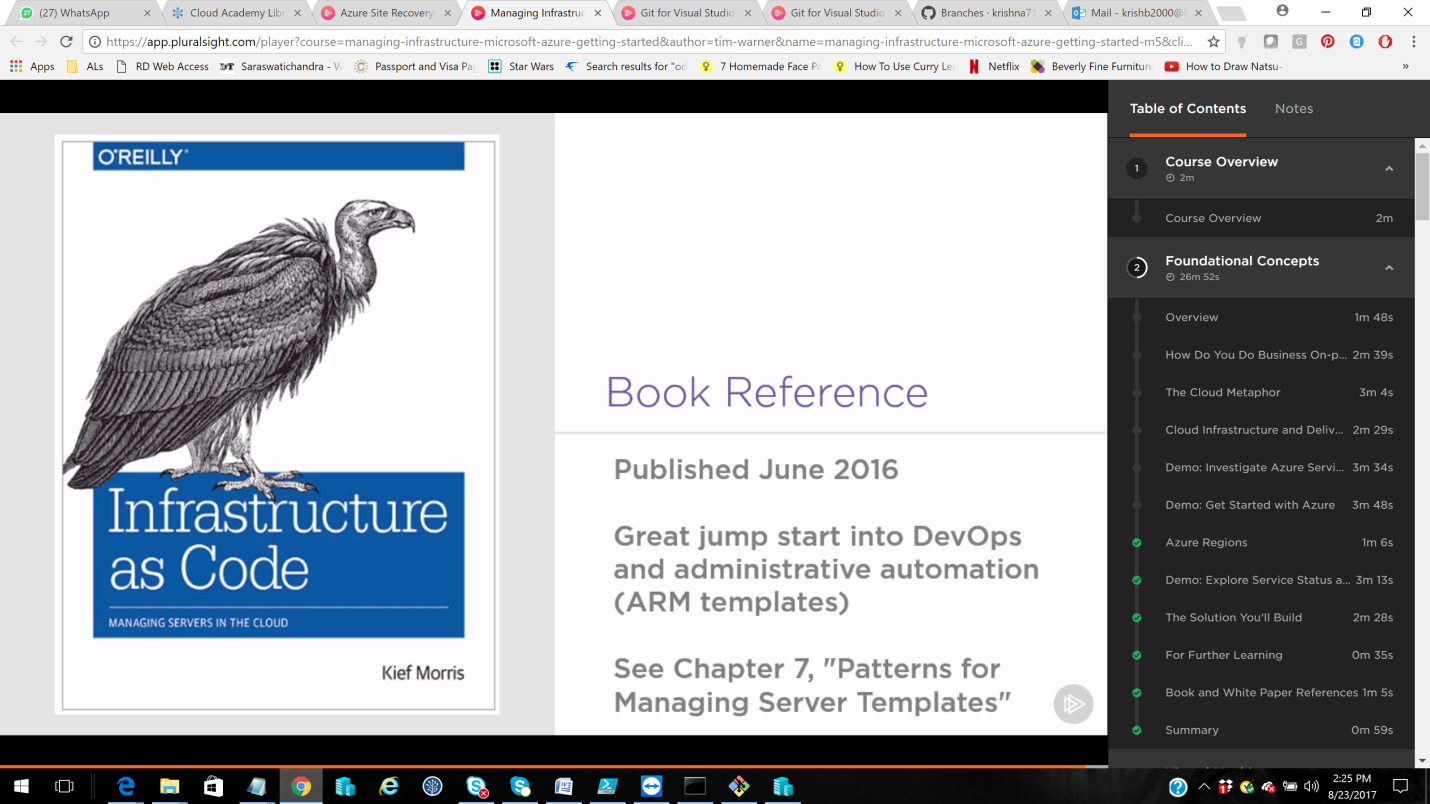 (27) WhatsApp
Cloud Academy Libr
Azure Site Recovery
Managing Infrastruc
Git for Visual Studio
Git for Visual Studio
Branches - krishna71
Mail - krishb2000@
https://app.pluralsight.com/player?course=managing-infrastructure-microsoft-azure-getting-started&author=tim-warner&name=managing-infrastructure-microsoft-azure-getting-started-m5&cli...
Apps
ALs
RD Web Access
Saraswatichandra - V
Passport and Visa Pa
Star Wars
Search results for "od
7 Homemade Face Pa
How To Use Curry Le
Netflix
Beverly Fine Furniture
How to Draw Natsu-
»
O'REILLY®
Infrastructure
as Code
MANAGING SERVERS IN THE CLOUD
Kief Morris
Book Reference
Published June 2016
Great jump start into DevOps
and administrative automation
(ARM templates)
See Chapter 7, "Patterns for
Managing Server Templates"
Table of Contents
Notes
1 Course Overview
2m
Course Overview 2m
2 Foundational Concepts
26m 52s
Overview 1m 48s
How Do You Do Business On-p... 2m 39s
The Cloud Metaphor 3m 4s
Cloud Infrastructure and Deliv... 2m 29s
Demo: Investigate Azure Servi... 3m 34s
Demo: Get Started with Azure 3m 48s
Azure Regions 1m 6s
Demo: Explore Service Status a... 3m 13s
The Solution You'll Build 2m 28s
For Further Learning 0m 35s
Book and White Paper References 1m 5s
Summary 0m 59s
2:25 PM
8/23/2017